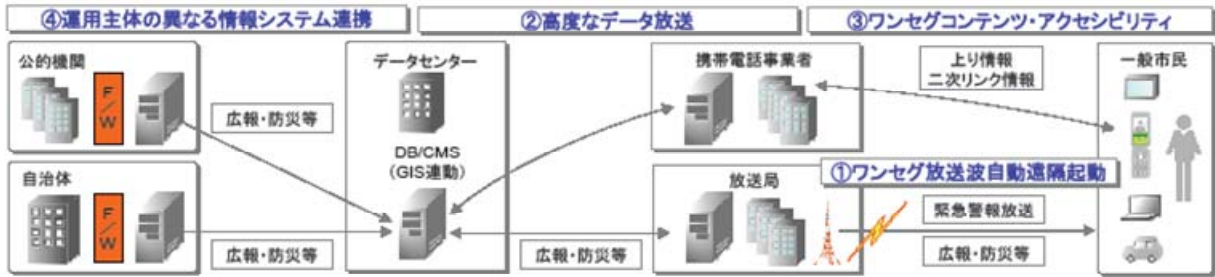 ④運用主体の異なる情報システム連携
②高度なデータ放送
③ワンセグコンテンツ・アクセシビリティ
公的機関
F/W
広報・防災等
自治体
F/W
広報・防災等
データセンター
DB/CMS
(GIS連動)
広報・防災等
携帯電話事業者
上り情報
二次リンク情報
一般市民
①ワンセグ放送波自動遠隔起動
放送局
緊急警報放送
広報・防災等